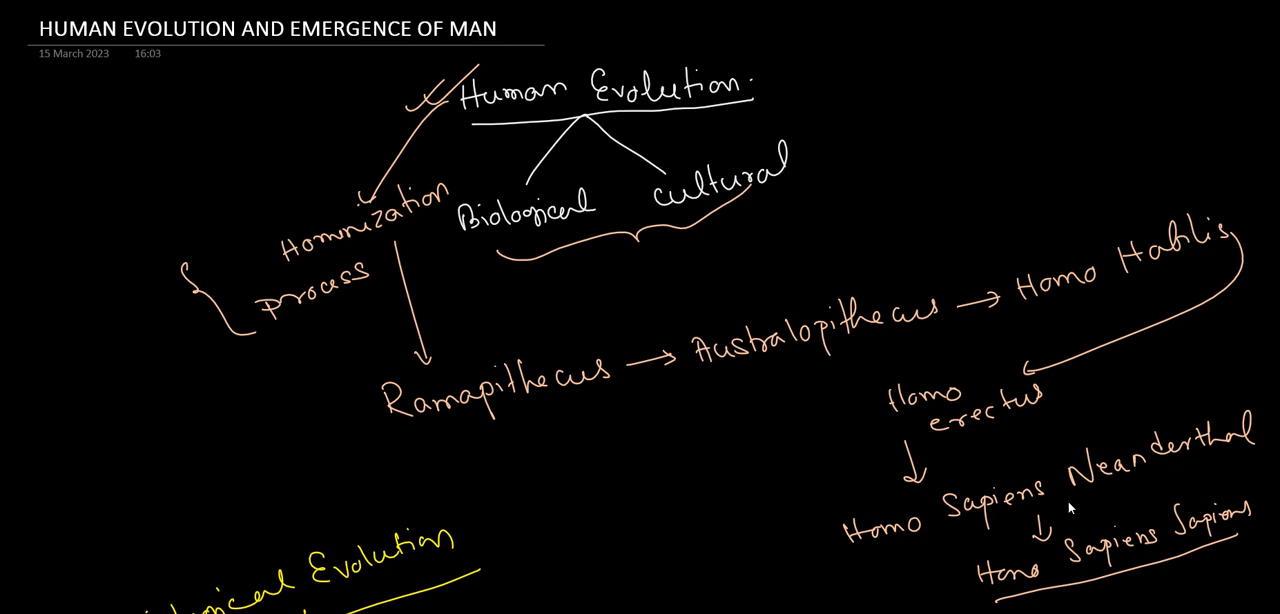 HUMAN EVOLUTION AND EMERGENCE OF MAN
15 March 2023 16:03
Human Evolution.
Biological cultural
Hominization
Process
Ramapithecus → Australopithecus → Homo Habilis
Homo
erectus
Homo Sapiens Neanderthal
Homo Sapiens Sapiens
Evolution